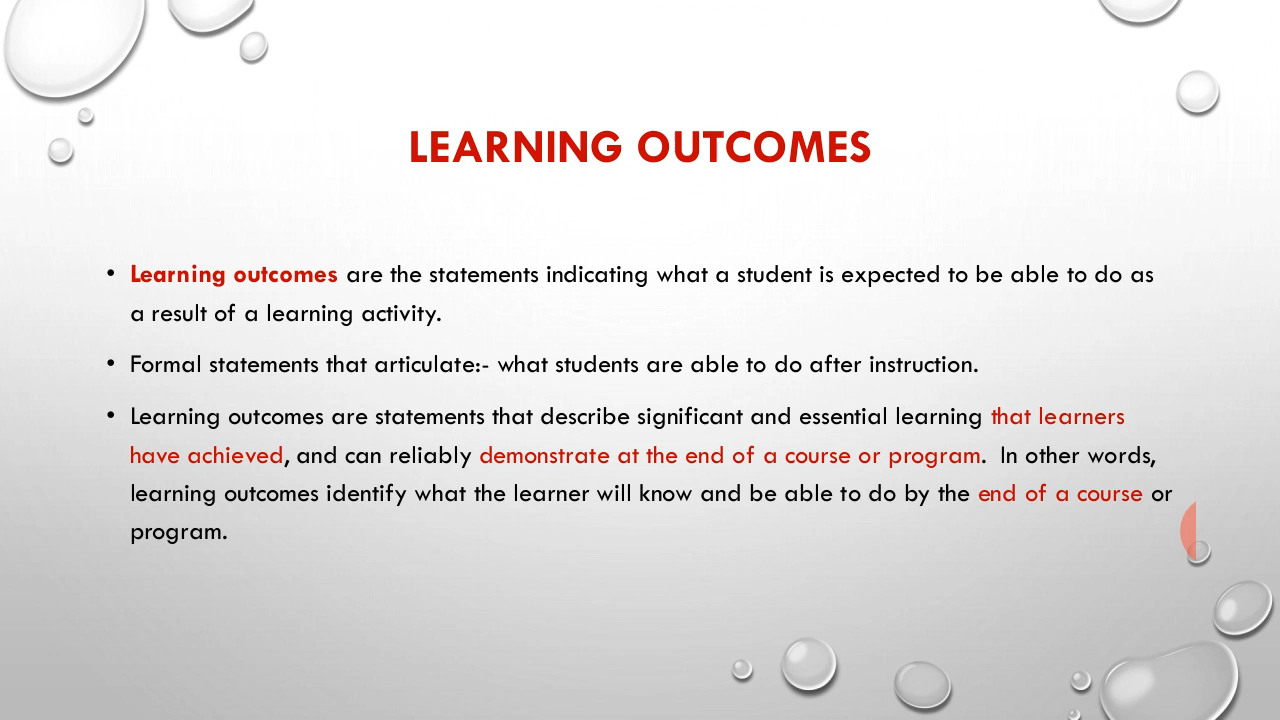 LEARNING OUTCOMES
• Learning outcomes are the statements indicating what a student is expected to be able to do as
a result of a learning activity.
• Formal statements that articulate:- what students are able to do after instruction.
• Learning outcomes are statements that describe significant and essential learning that learners
have achieved, and can reliably demonstrate at the end of a course or program.  In other words,
learning outcomes identify what the learner will know and be able to do by the end of a course or
program.